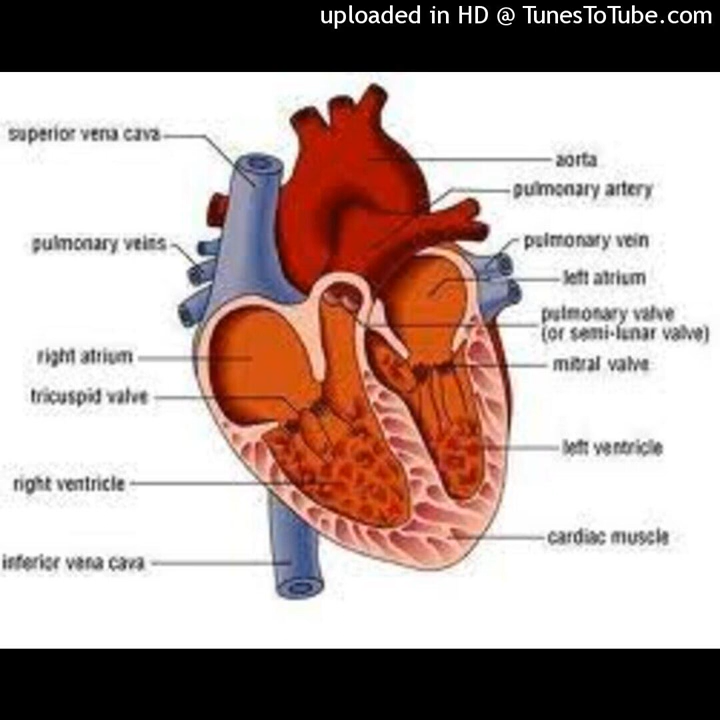 uploaded in HD @ TunesToTube.com
superior vena cava
aorta
pulmonary artery
pulmonary veins
pulmonary vein
left atrium
pulmonary valve
(or semi-lunar valve)
right atrium
mitral valve
tricuspid valve
left ventricle
right ventricle
cardiac muscle
inferior vena cava